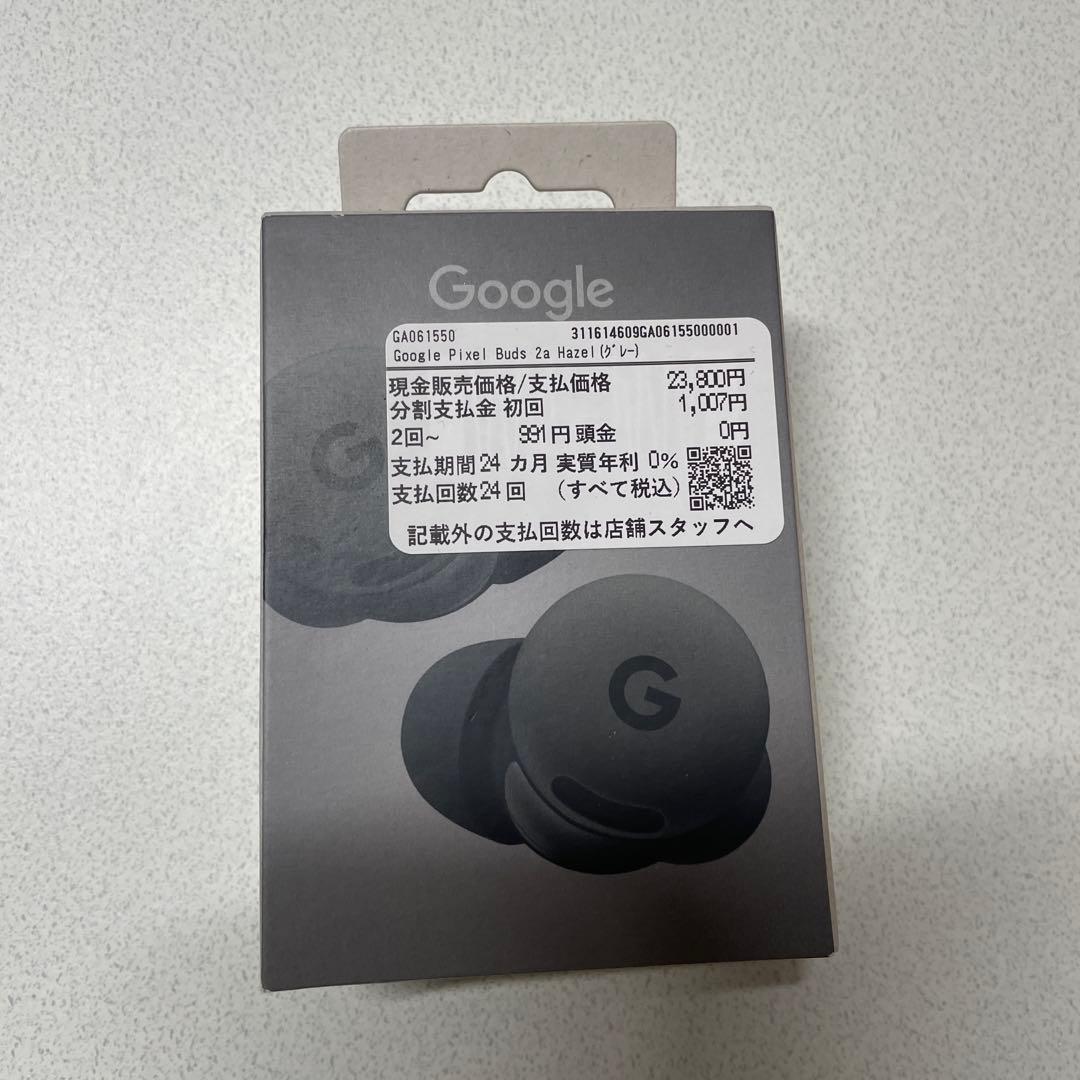 Google
GA061550 311614609GA06155000001
Google Pixel Buds 2a Hazel(ｸﾞﾚｰ)
現金販売価格/支払価格 23,800円
分割支払金 初回 1,007円
2回~ 991円 頭金 0円
支払期間24 カ月 実質年利 0%
支払回数24 回 (すべて税込)
記載外の支払回数は店舗スタッフへ
G
G